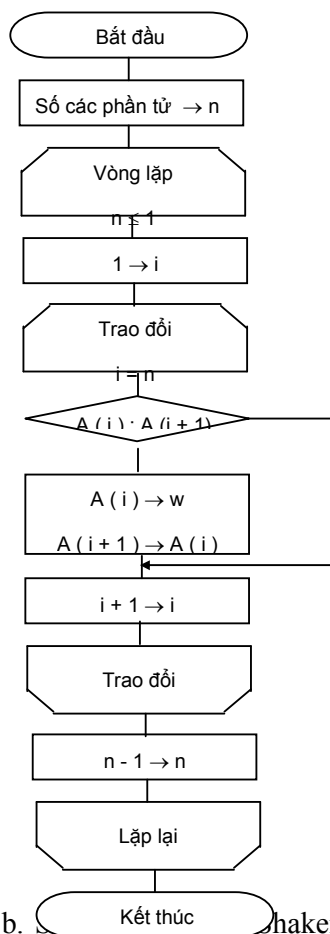 Bắt đầu
Số các phần tử → n
Vòng lặp
n ≤ 1
1 → i
Trao đổi
i = n
A ( i ) : A (i + 1)
A ( i ) → w
A ( i + 1 ) → A ( i )
i + 1 → i
Trao đổi
n - 1 → n
Lặp lại
Kết thúc
b.